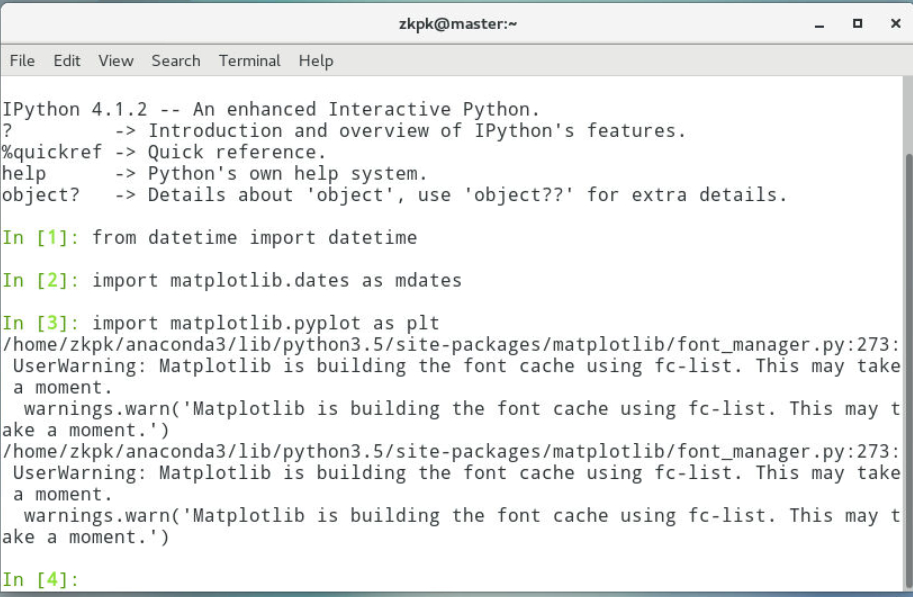 zkpk@master:~
File Edit View Search Terminal Help
IPython 4.1.2 -- An enhanced Interactive Python.
?         -> Introduction and overview of IPython's features.
%quickref -> Quick reference.
help      -> Python's own help system.
object?   -> Details about 'object', use 'object??' for extra details.
In [1]: from datetime import datetime
In [2]: import matplotlib.dates as mdates
In [3]: import matplotlib.pyplot as plt
/home/zkpk/anaconda3/lib/python3.5/site-packages/matplotlib/font_manager.py:273:
 UserWarning: Matplotlib is building the font cache using fc-list. This may take
 a moment.
  warnings.warn('Matplotlib is building the font cache using fc-list. This may t
ake a moment.')
/home/zkpk/anaconda3/lib/python3.5/site-packages/matplotlib/font_manager.py:273:
 UserWarning: Matplotlib is building the font cache using fc-list. This may take
 a moment.
  warnings.warn('Matplotlib is building the font cache using fc-list. This may t
ake a moment.')
In [4]: